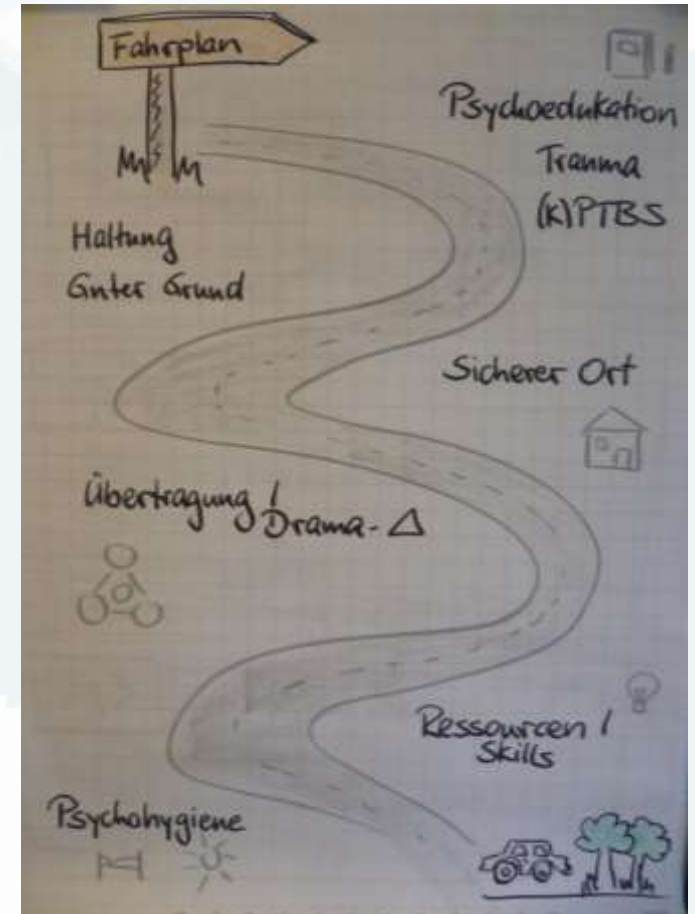 Fahrplan
Psychoedukation
Trauma
(K)PTBS
Haltung
Guter Grund
Sicherer Ort
Übertragung /
Drama-
Ressourcen /
Skills
Psychohygiene